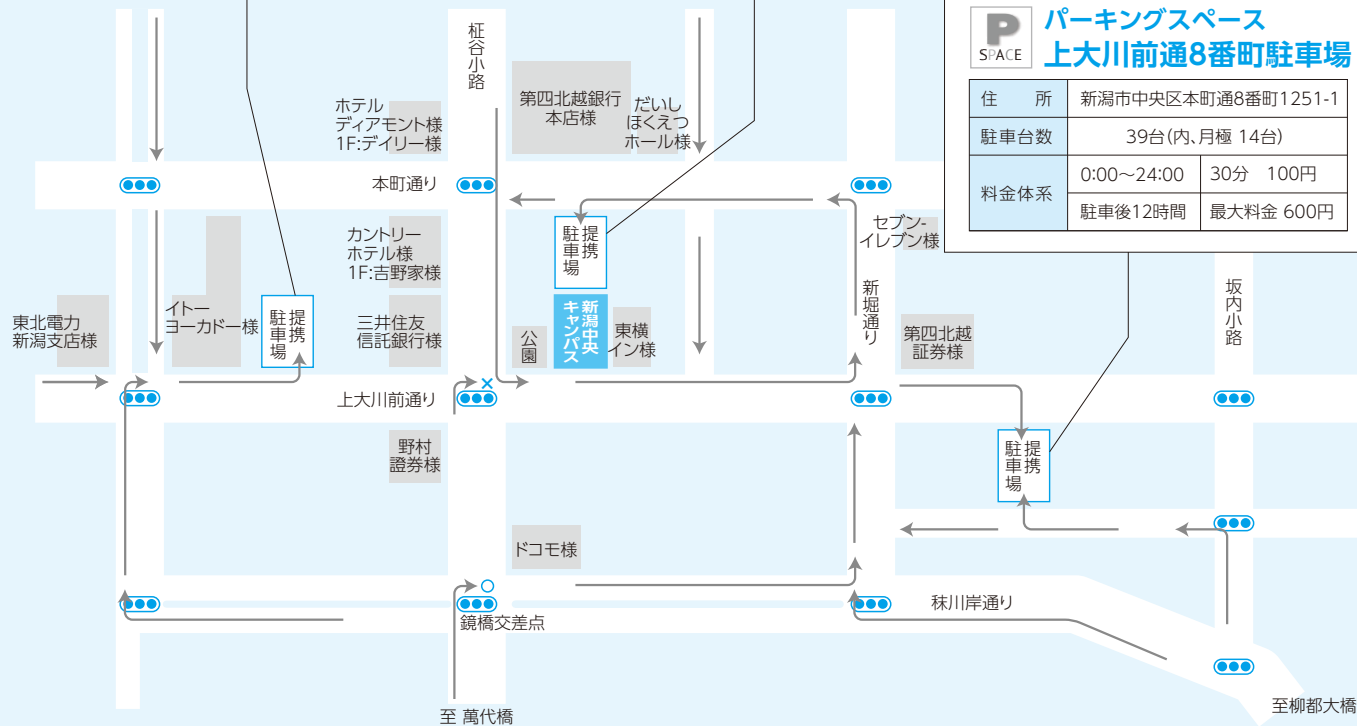 P
SPACE
パーキングスペース
上大川前通8番町駐車場
住　所
新潟市中央区本町通8番町1251-1
駐車台数
39台(内、月極 14台)
料金体系
0:00〜24:00
30分　100円
駐車後12時間
最大料金 600円
柾谷小路
ホテル
ディアモント様
1F:デイリー様
第四北越銀行
本店様
だいし
ほくえつ
ホール様
本町通り
カントリー
ホテル様
1F:吉野家様
提携
駐車場
セブン-
イレブン様
新堀通り
坂内小路
東北電力
新潟支店様
イトー
ヨーカドー様
提携
駐車場
三井住友
信託銀行様
公園
新潟中央
キャンパス
東横
イン様
第四北越
証券様
上大川前通り
×
野村
證券様
提携
駐車場
ドコモ様
秣川岸通り
鏡橋交差点
至 萬代橋
至柳都大橋